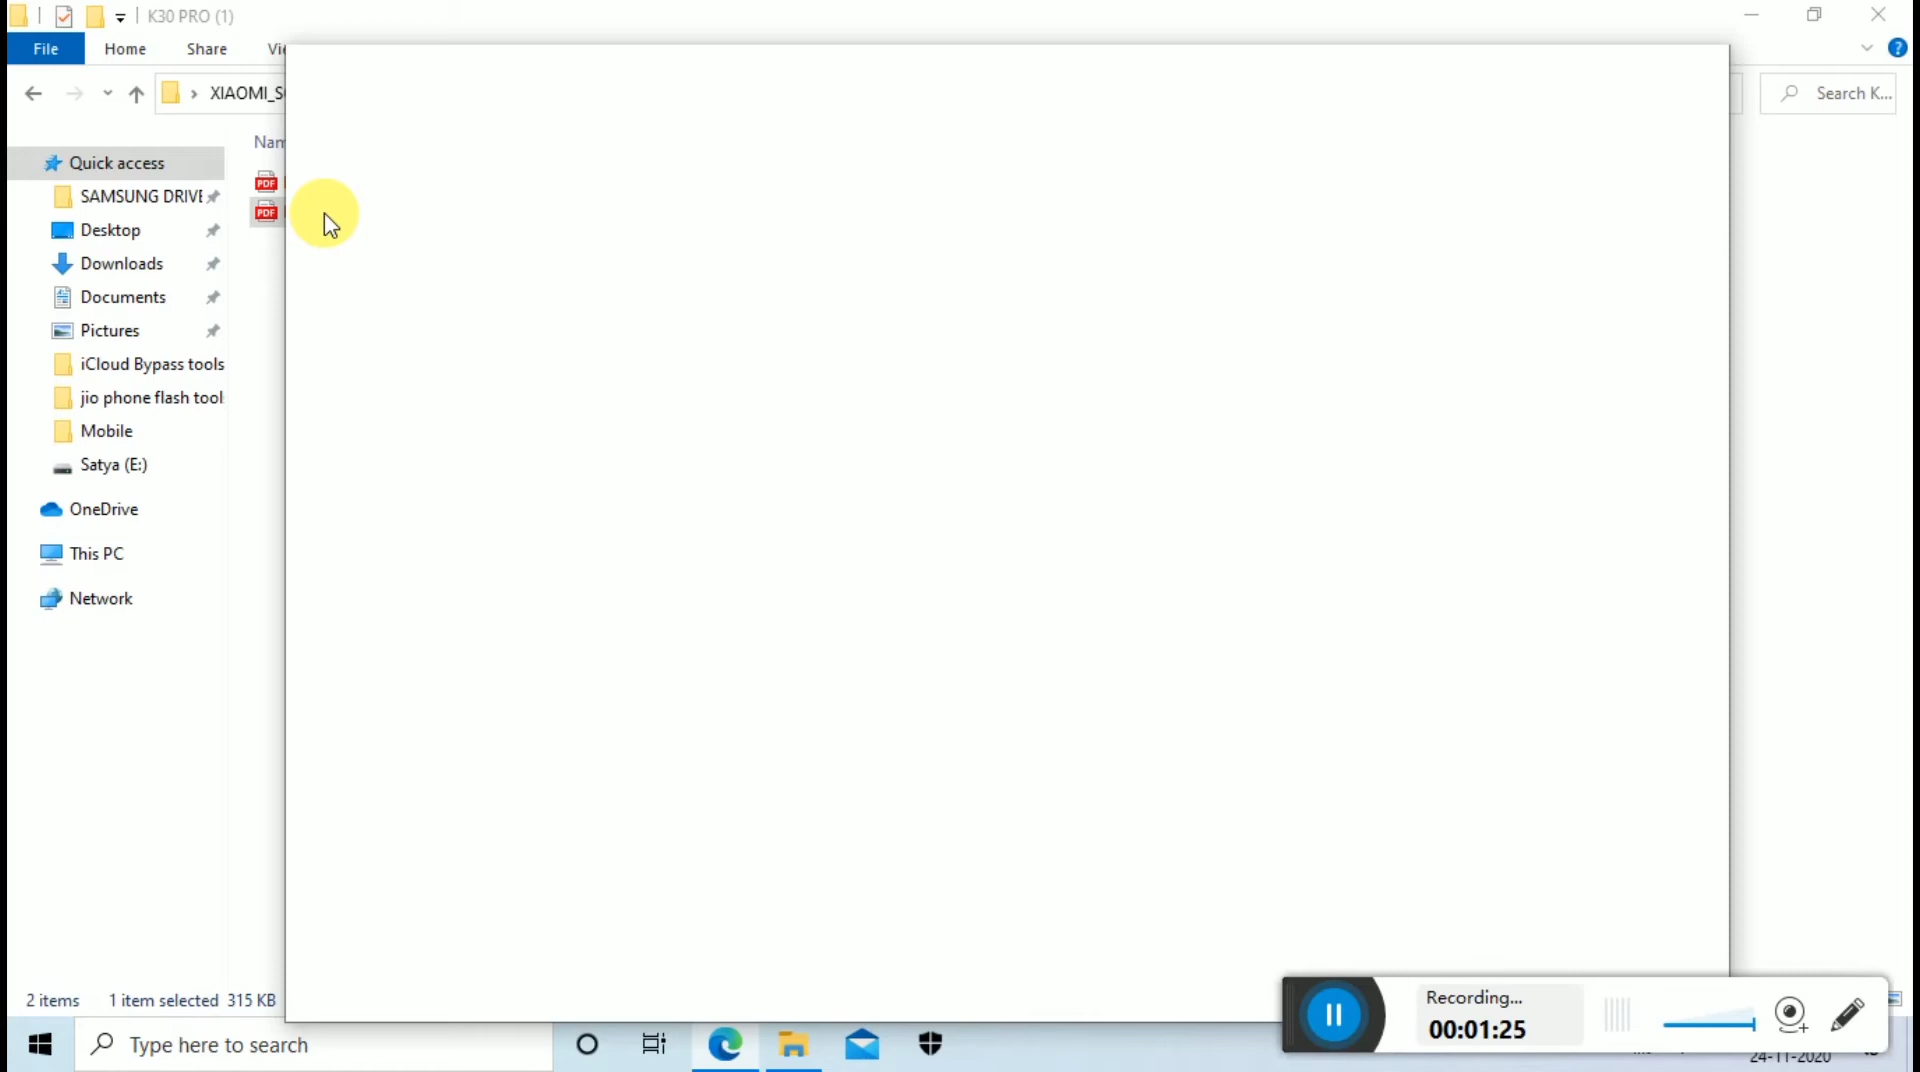 K30 PRO (1)
File Home Share
XIAOMI_S
Search K...
Nam
Quick access
PDF
SAMSUNG DRIVE
PDF
Desktop
Downloads
Documents
Pictures
iCloud Bypass tools
jio phone flash tool
Mobile
Satya (E:)
OneDrive
This PC
Network
2 items 1 item selected 315 KB
Recording...
00:01:25
Type here to search
24-11-2020